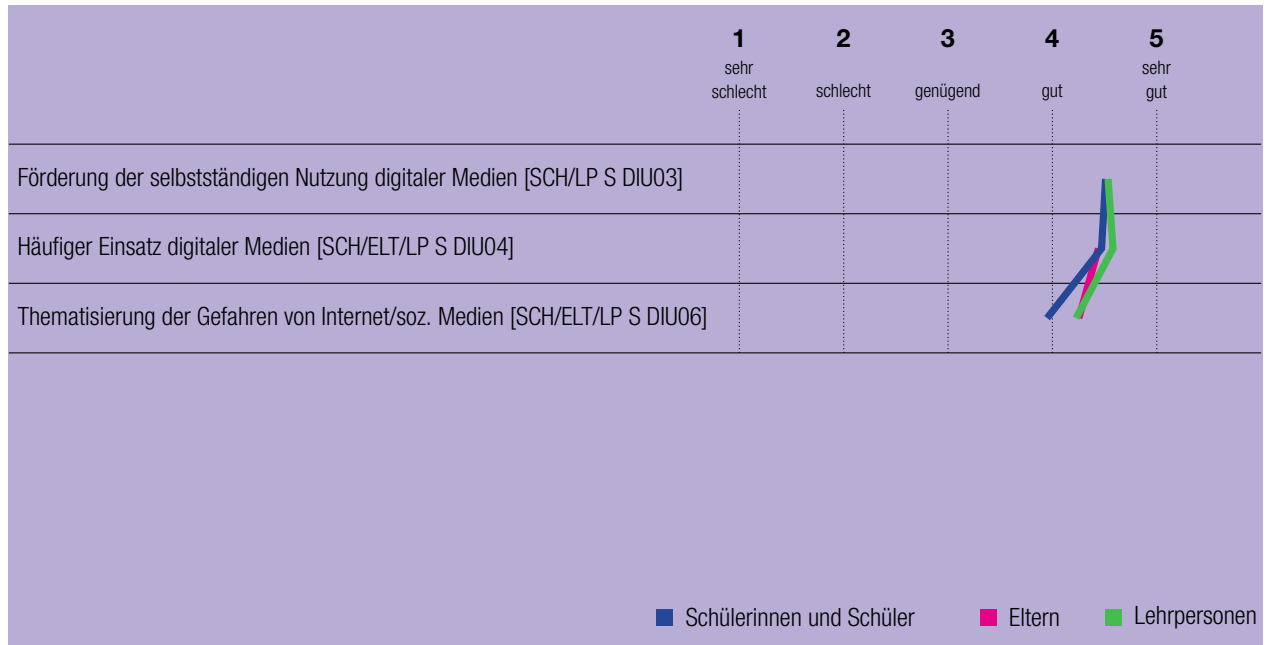 1 2 3 4 5
sehr sehr
schlecht schlecht genügend gut gut
Förderung der selbstständigen Nutzung digitaler Medien [SCH/LP S DIU03]
Häufiger Einsatz digitaler Medien [SCH/ELT/LP S DIU04]
Thematisierung der Gefahren von Internet/soz. Medien [SCH/ELT/LP S DIU06]
Schülerinnen und Schüler Eltern Lehrpersonen